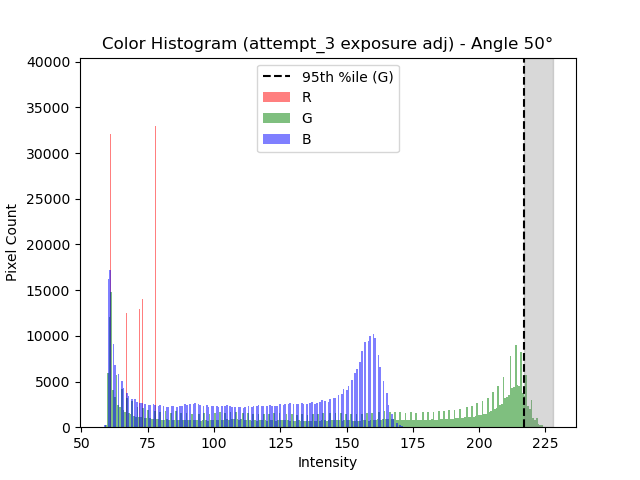 Color Histogram (attempt_3 exposure adj) - Angle 50°
40000
35000
30000
25000
20000
15000
10000
5000
0
Pixel Count
95th %ile (G)
R
G
B
50
75
100
125
150
175
200
225
Intensity